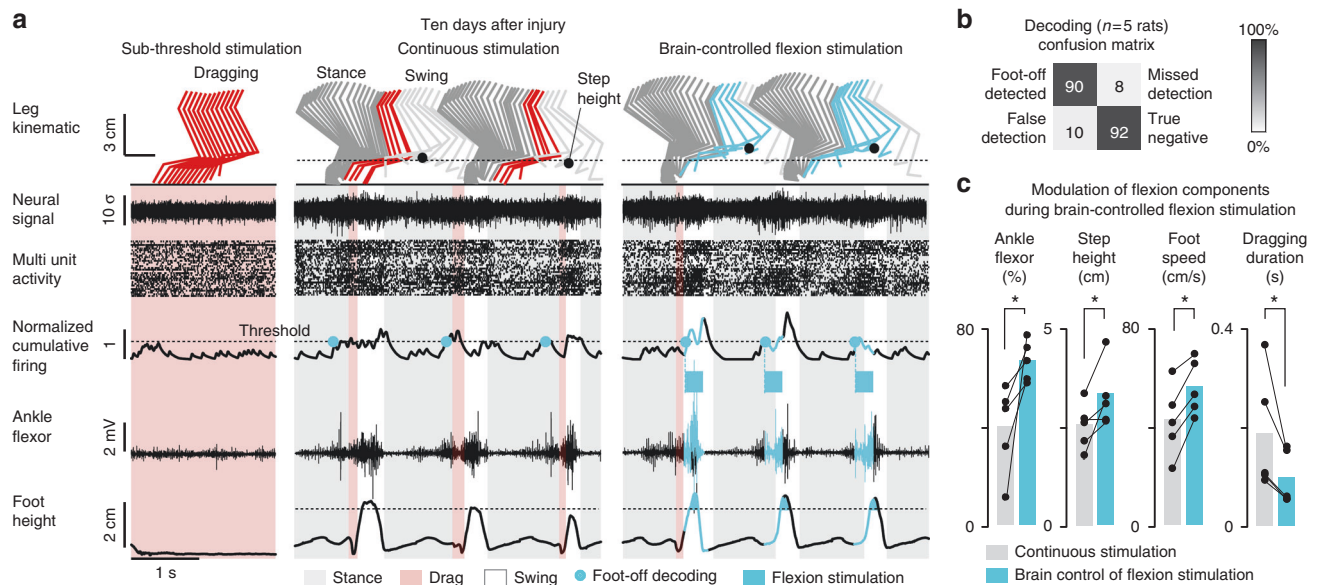 a
Ten days after injury
Sub-threshold stimulation
Continuous stimulation
Brain-controlled flexion stimulation
Dragging
Stance
Swing
Step
height
Leg
kinematic
3 cm
Neural
signal
10 σ
Multi unit
activity
Normalized
cumulative
firing
1
Threshold
Ankle
flexor
2 mV
Foot
height
2 cm
1 s
Stance
Drag
Swing
Foot-off decoding
Flexion stimulation
b
Decoding (n=5 rats)
confusion matrix
Foot-off
detected
90
8
Missed
detection
False
detection
10
92
True
negative
100%
0%
c
Modulation of flexion components
during brain-controlled flexion stimulation
Ankle
flexor
(%)
Step
height
(cm)
Foot
speed
(cm/s)
Dragging
duration
(s)
*
*
*
*
80
0
5
0
80
0
0.4
0
Continuous stimulation
Brain control of flexion stimulation